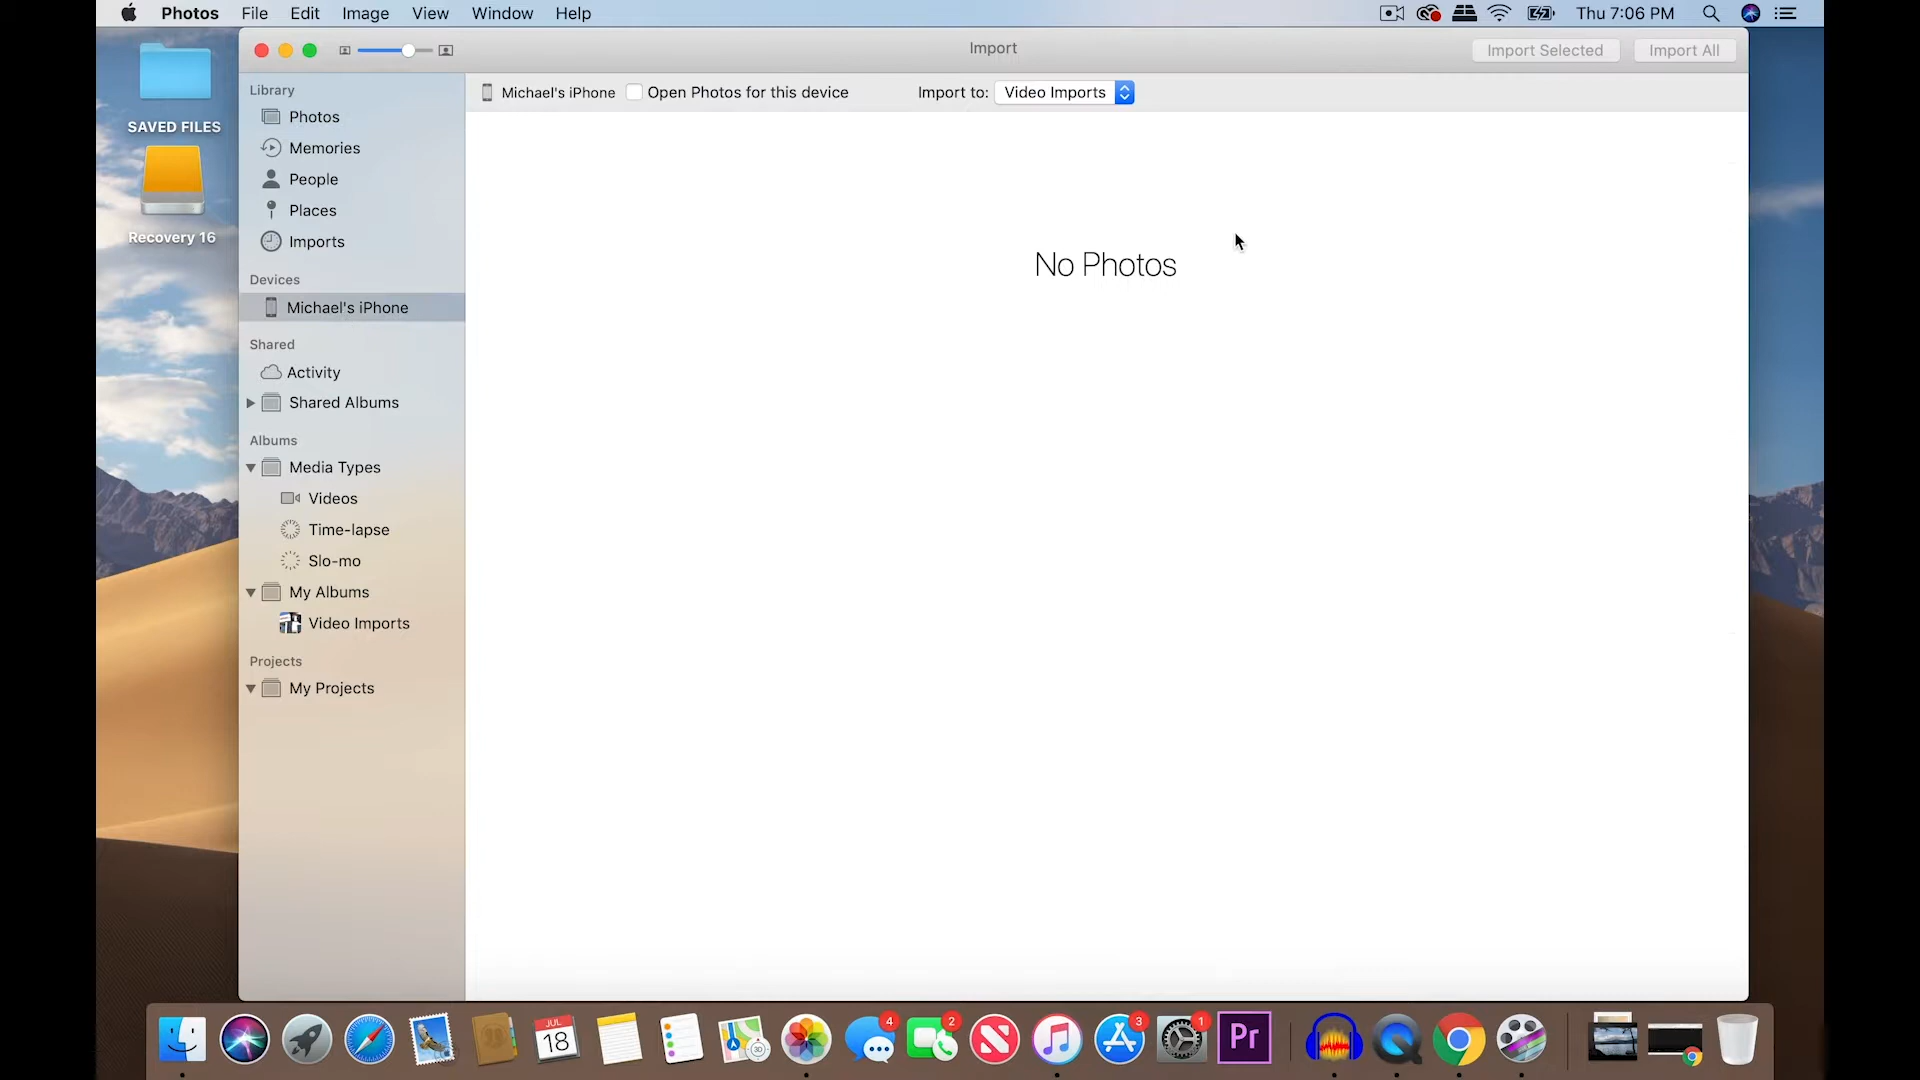 Photos File Edit Image View Window Help Thu 7:06 PM
Import
Import Selected Import All
Michael's iPhone Open Photos for this device Import to: Video Imports
SAVED FILES
Recovery 16
Library
Photos
Memories
People
Places
Imports
Devices
Michael's iPhone
Shared
Activity
Shared Albums
Albums
Media Types
Videos
Time-lapse
Slo-mo
My Albums
Video Imports
Projects
My Projects
No Photos
JUL
18
3D
4
2
3
1
Pr